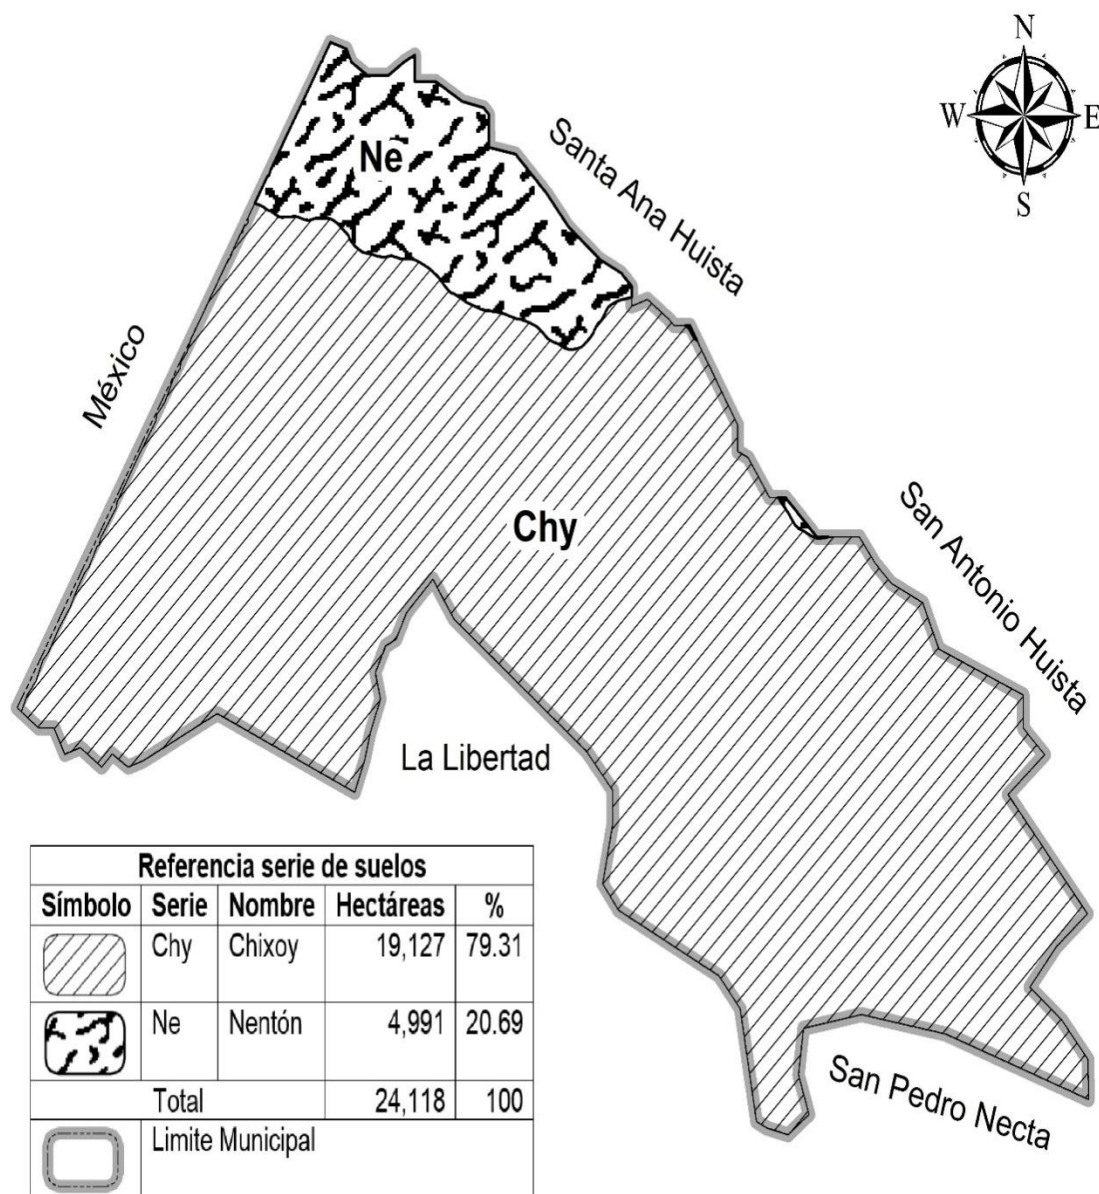 N
W E
S
Santa Ana Huista
Ne
México
Chy
San Antonio Huista
La Libertad
San Pedro Necta
Referencia serie de suelos
Símbolo Serie Nombre Hectáreas %
Chy Chixoy 19,127 79.31
Ne Nentón 4,991 20.69
Total 24,118 100
Limite Municipal